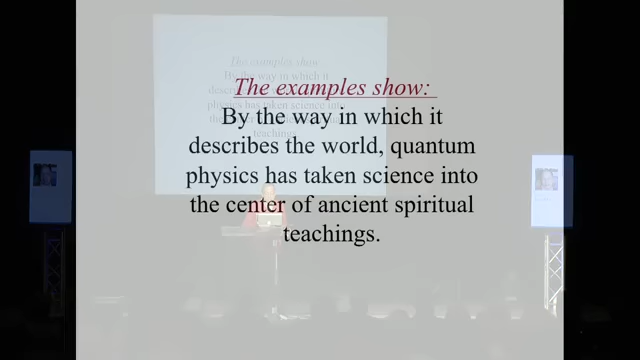 The examples show:
By the way in which it
describes the world, quantum
physics has taken science into
the center of ancient spiritual
teachings.